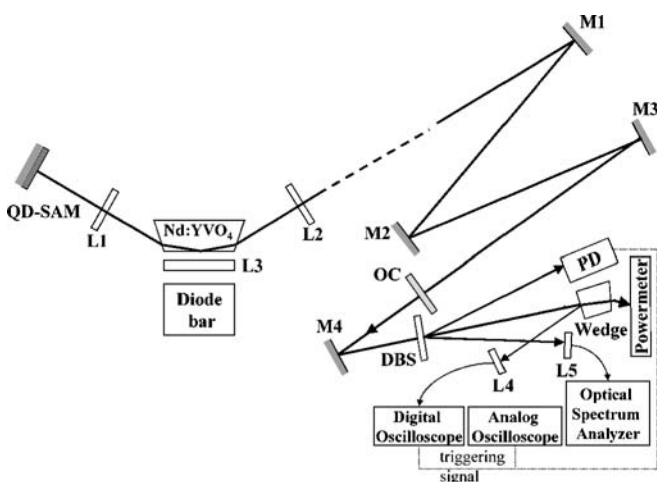 M1
M3
QD-SAM
L1
Nd:YVO4
L2
L3
Diode
bar
M2
OC
PD
M4
DBS
Wedge
Powermeter
L4
L5
Digital
Oscilloscope
Analog
Oscilloscope
Optical
Spectrum
Analyzer
triggering
signal